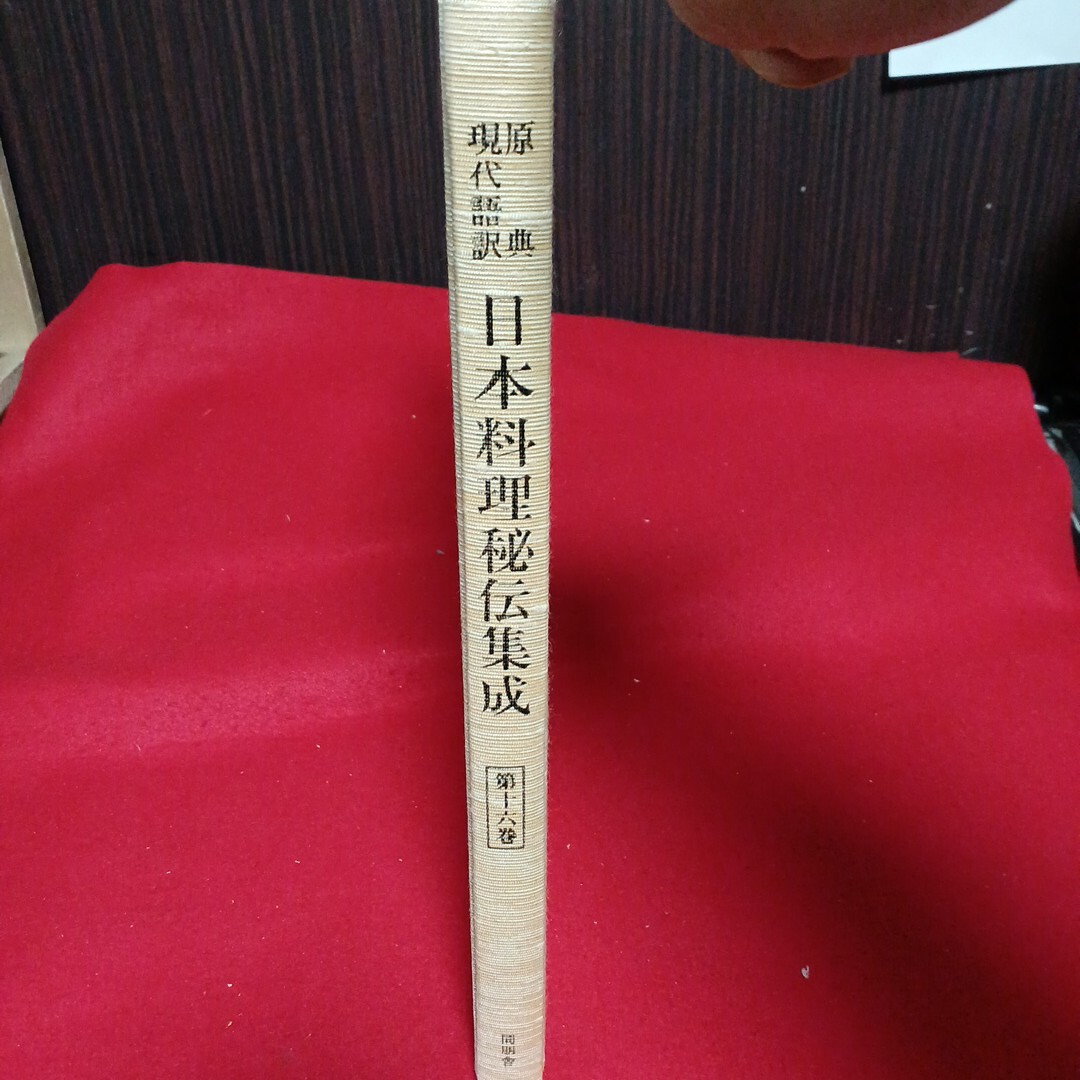 原典
現代語訳
日本料理秘伝集成
第十六巻
同朋舎